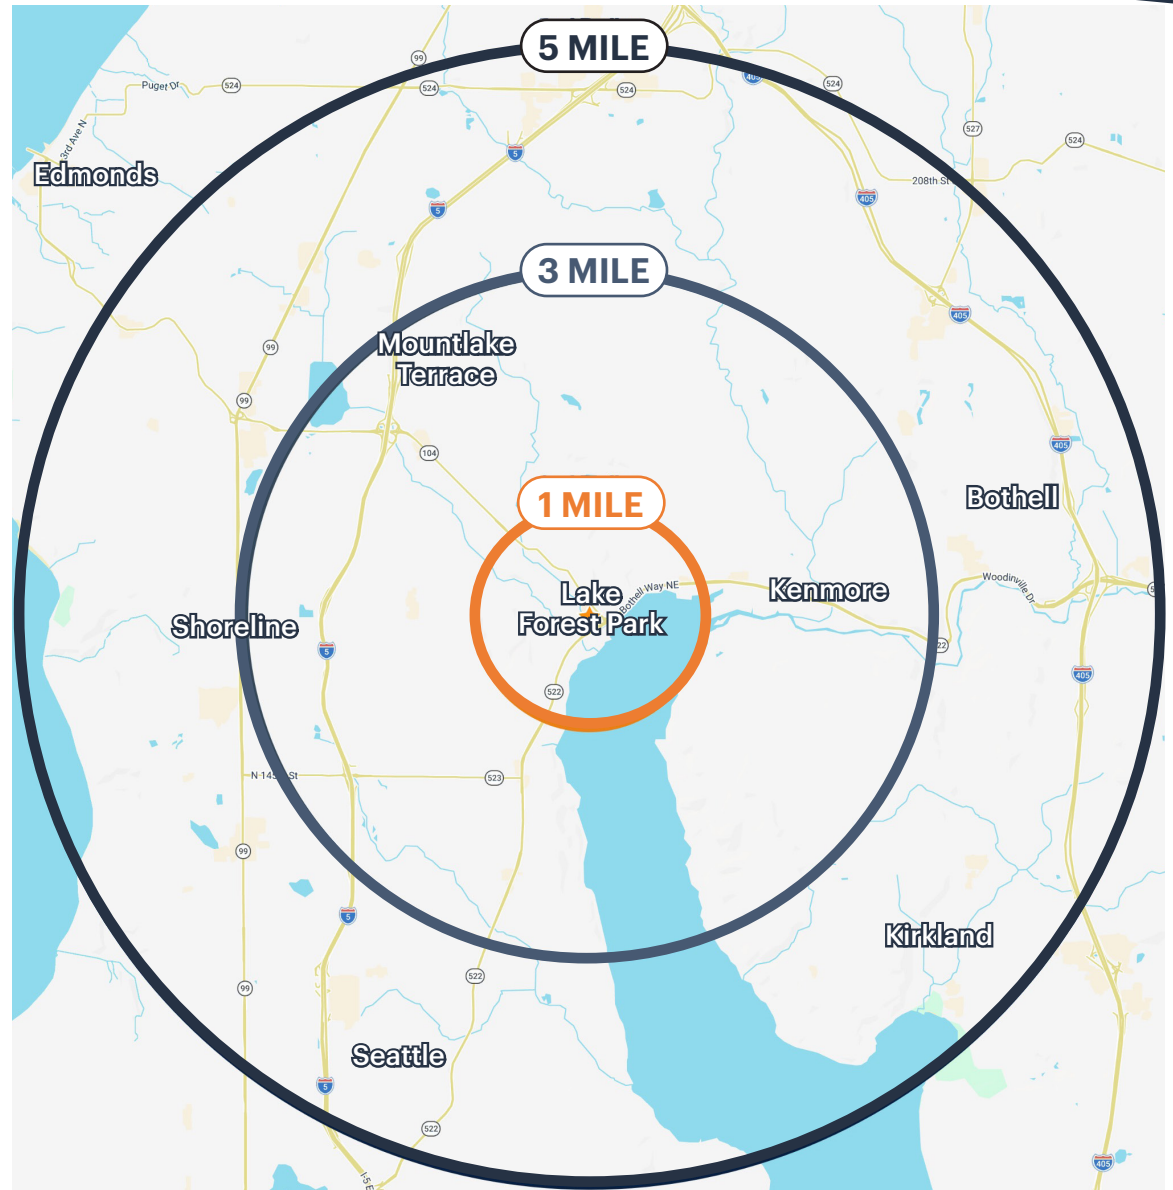 5 MILE
99
405
Puget Dr
524
524
524
524
3rd Ave N
527
524
5
Edmonds
208th St
405
5
3 MILE
405
Mountlake
Terrace
99
99
405
104
Bothell
1 MILE
Woodinville Dr
Bothell Way NE
Kenmore
Lake
Forest Park
Shoreline
5
22
405
522
N 145th St
523
99
5
Kirkland
522
99
Seattle
5
522
405
I-5 E